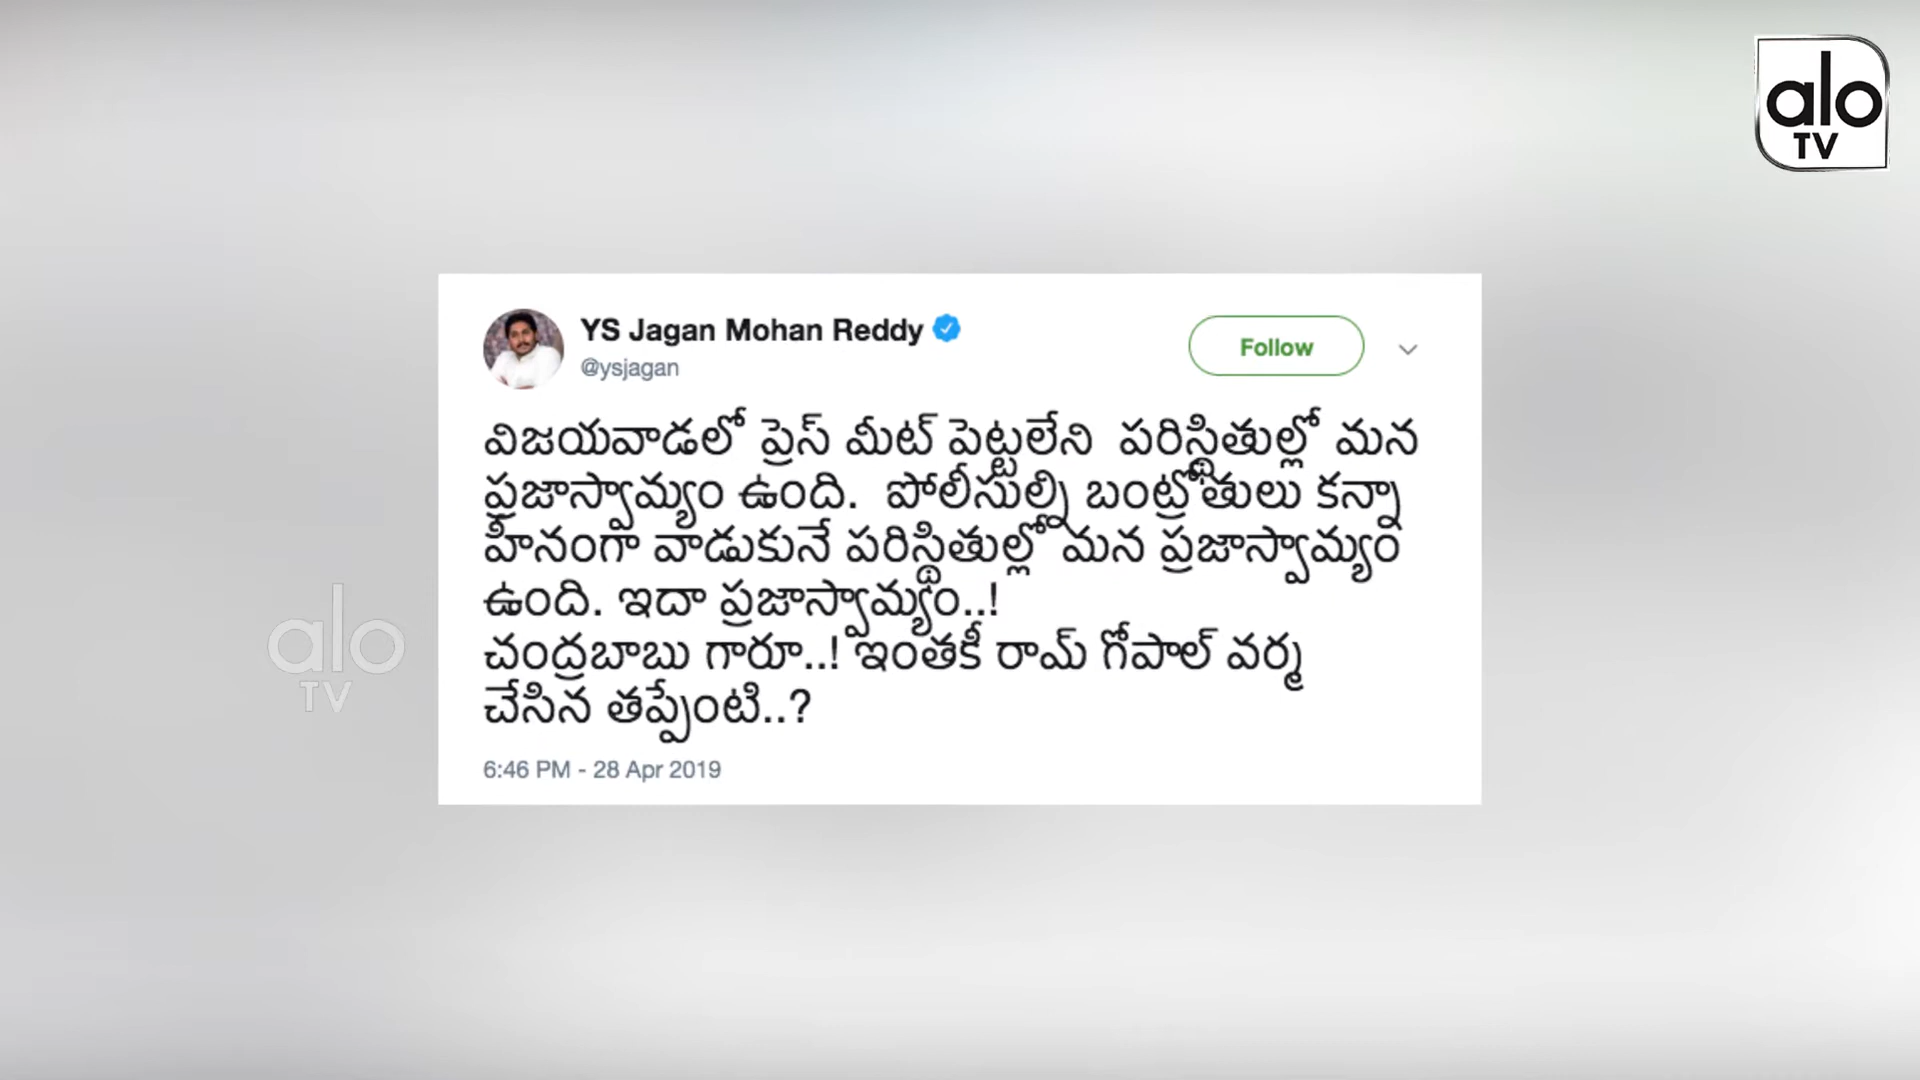 alo
TV
YS Jagan Mohan Reddy
@ysjagan
Follow
విజయవాడలో ప్రెస్ మీట్ పెట్టలేని పరిస్థితుల్లో మన
ప్రజాస్వామ్యం ఉంది. పోలీసుల్ని బంట్రోతులు కన్నా
హీనంగా వాడుకునే పరిస్థితుల్లో మన ప్రజాస్వామ్యం
ఉంది. ఇదా ప్రజాస్వామ్యం..!
చంద్రబాబు గారూ..! ఇంతకీ రామ్ గోపాల్ వర్మ
చేసిన తప్పేంటి..?
6:46 PM - 28 Apr 2019
alo
TV